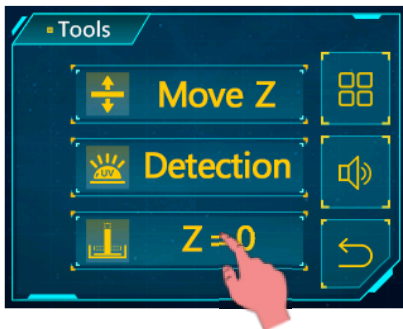 Tools
Move Z
UV
Detection
Z = 0